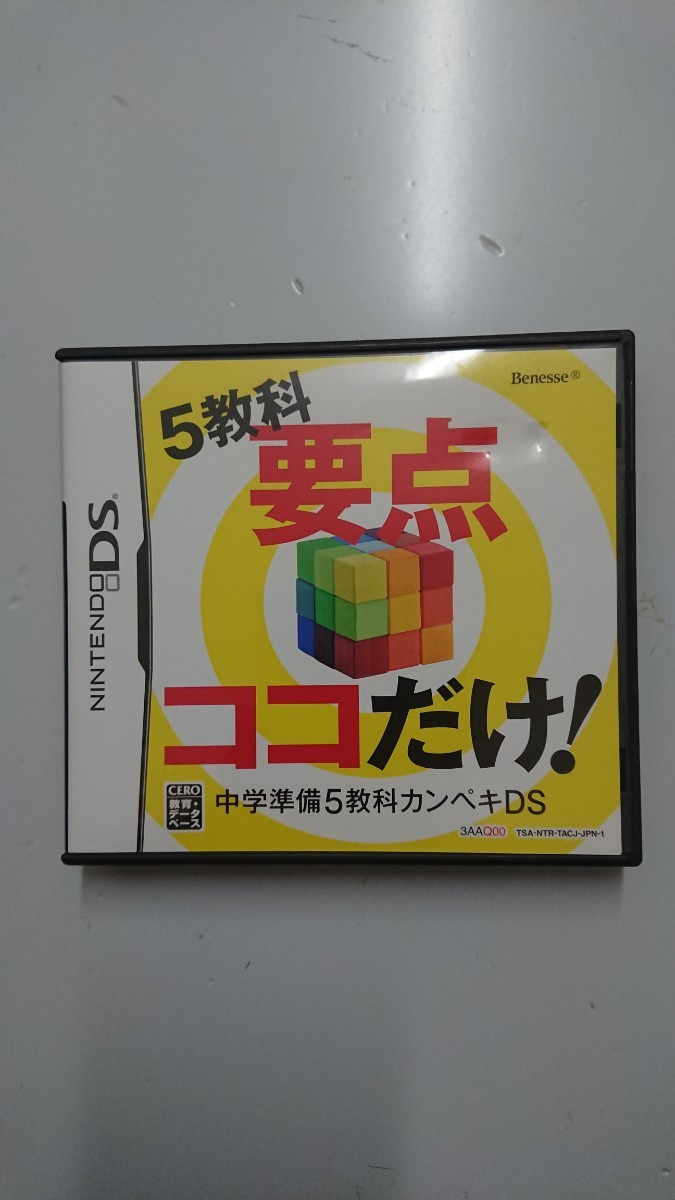 NINTENDO DS®
Benesse®
5教科
要点
ココだけ!
中学準備5教科カンペキDS
CERO
教育・
データ
ベース
3AAQ00 TSA-NTR-TACJ-JPN-1